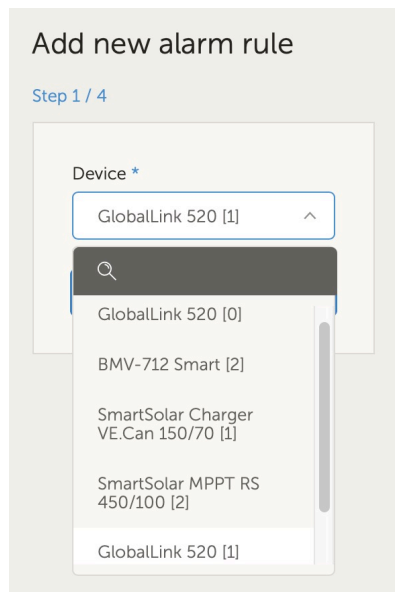 Add new alarm rule
Step 1 / 4
Device *
GlobalLink 520 [1]
GlobalLink 520 [0]
BMV-712 Smart [2]
SmartSolar Charger
VE.Can 150/70 [1]
SmartSolar MPPT RS
450/100 [2]
GlobalLink 520 [1]